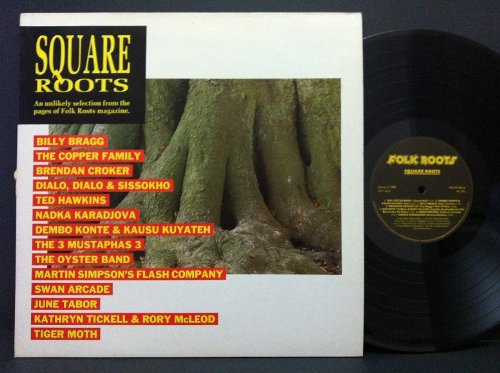 SQUARE
ROOTS
An unlikely selection from the
pages of Folk Roots magazine.
BILLY BRAGG
THE COPPER FAMILY
BRENDAN CROKER
DIALO, DIALO & SISSOKHO
TED HAWKINS
NADKA KARADJOVA
DEMBO KONTE & KAUSU KUYATEH
THE 3 MUSTAPHAS 3
THE OYSTER BAND
MARTIN SIMPSON'S FLASH COMPANY
SWAN ARCADE
JUNE TABOR
KATHRYN TICKELL & RORY McLEOD
TIGER MOTH
FOLK ROOTS
SQUARE ROOTS